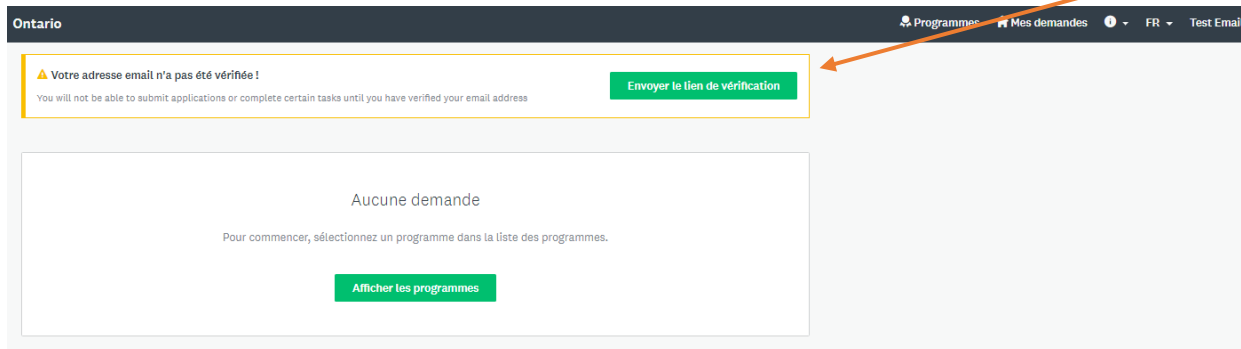 Ontario Programmes Mes demandes FR Test Email
Votre adresse email n'a pas été vérifiée !
You will not be able to submit applications or complete certain tasks until you have verified your email address
Envoyer le lien de vérification
Aucune demande
Pour commencer, sélectionnez un programme dans la liste des programmes.
Afficher les programmes